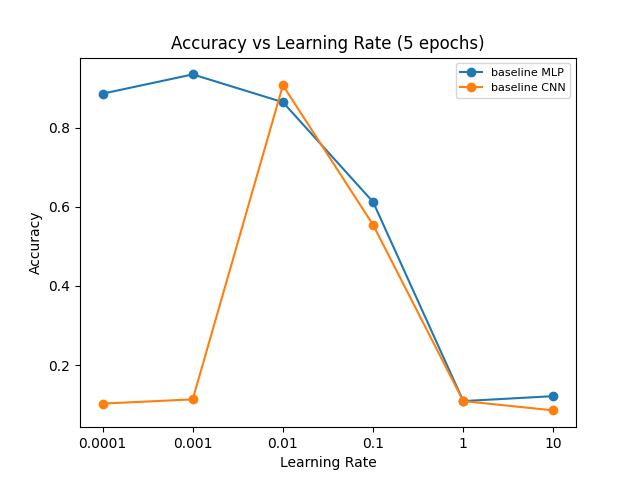 Accuracy vs Learning Rate (5 epochs)
baseline MLP
baseline CNN
Accuracy
0.8
0.6
0.4
0.2
0.0001 0.001 0.01 0.1 1 10
Learning Rate